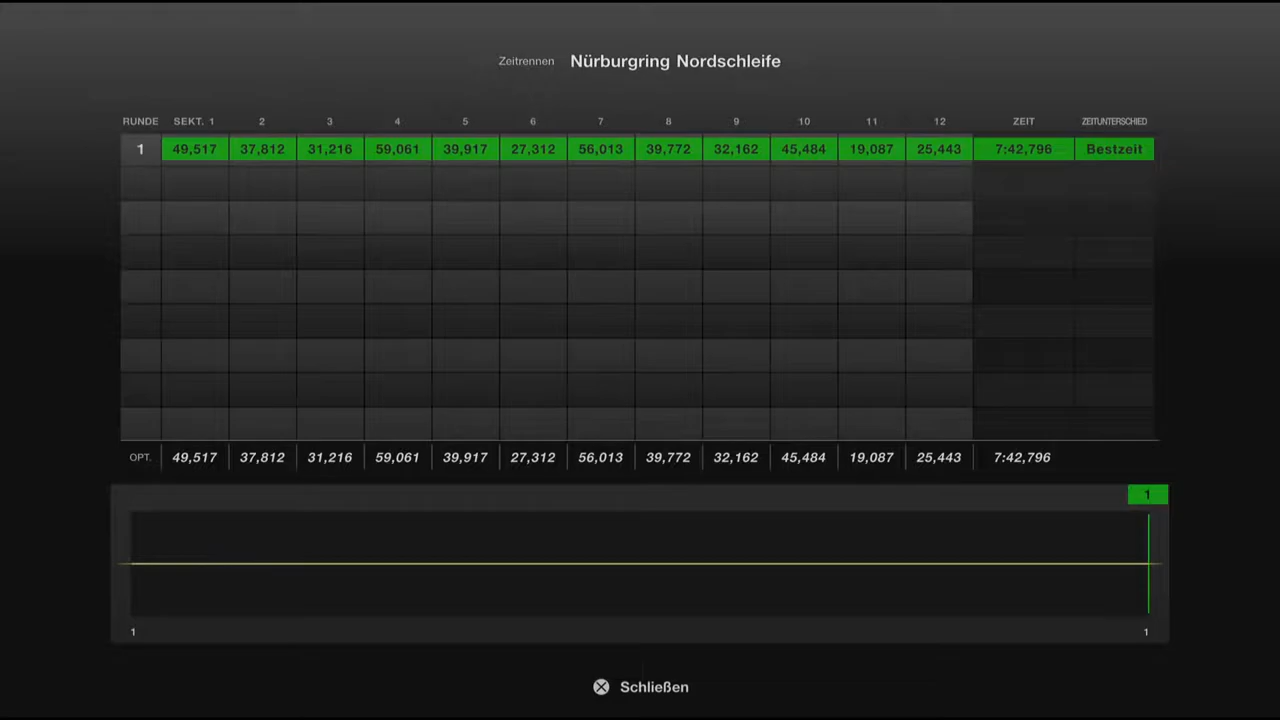 Zeitrennen Nürburgring Nordschleife
RUNDE SEKT. 1 2 3 4 5 6 7 8 9 10 11 12 ZEIT ZEITUNTERSCHIED
1 49,517 37,812 31,216 59,061 39,917 27,312 56,013 39,772 32,162 45,484 19,087 25,443 7:42,796 Bestzeit
OPT. 49,517 37,812 31,216 59,061 39,917 27,312 56,013 39,772 32,162 45,484 19,087 25,443 7:42,796
1
1 1
Schließen